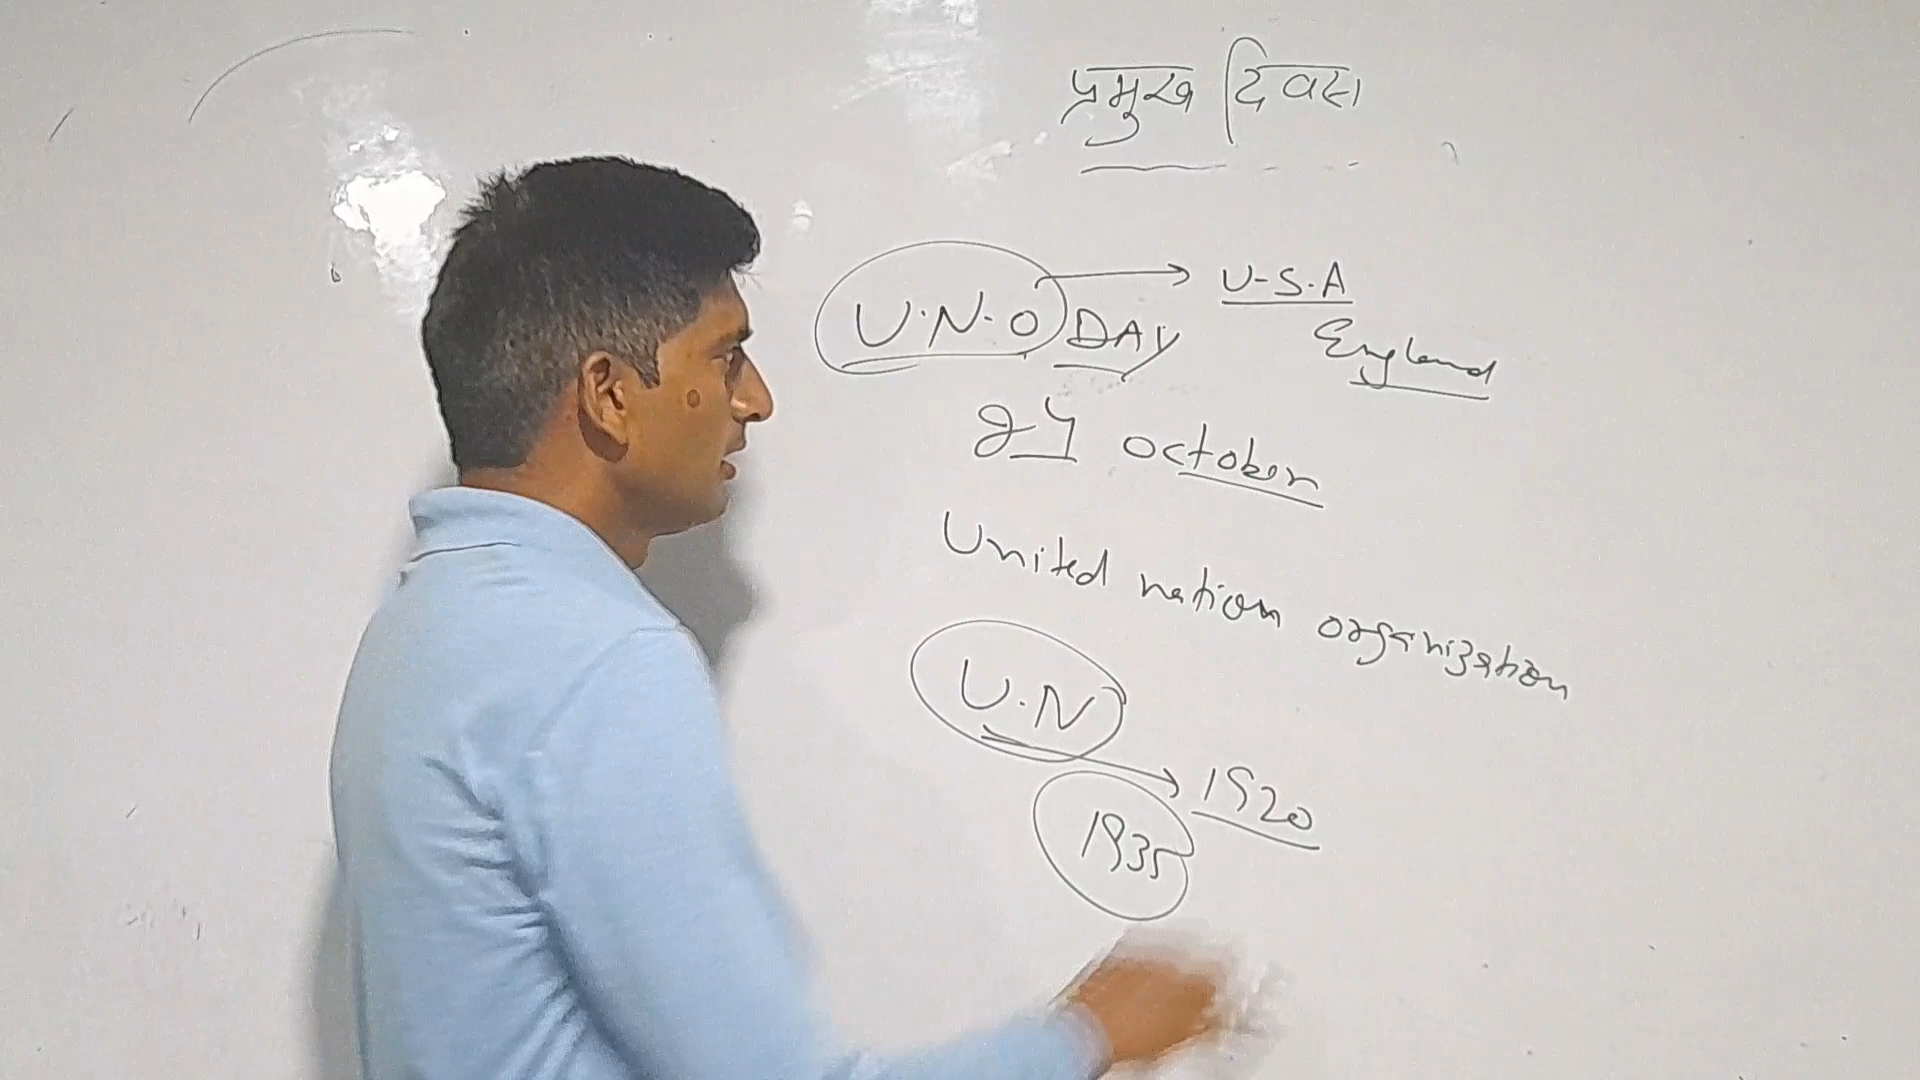 प्रमुख दिवस
U.N.O DAY → U-S.A
England
24 october
United nation organization
U.N → 1920
1935